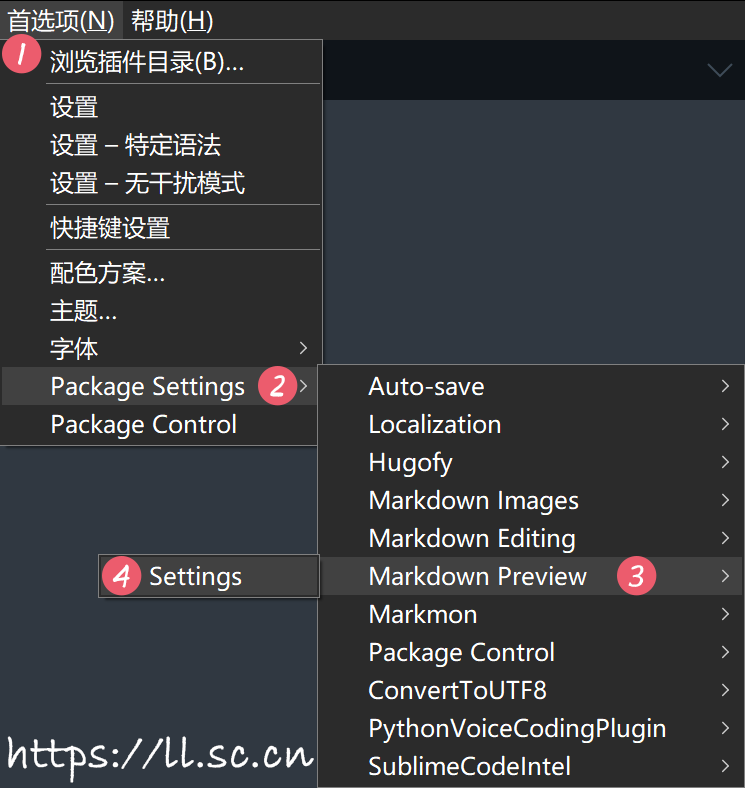 首选项(N) 帮助(H)
1 浏览插件目录(B)...
设置
设置 – 特定语法
设置 – 无干扰模式
快捷键设置
配色方案...
主题...
字体
Package Settings 2
Package Control
Auto-save
Localization
Hugofy
Markdown Images
Markdown Editing
Markdown Preview 3
4 Settings
Markmon
Package Control
ConvertToUTF8
PythonVoiceCodingPlugin
SublimeCodeIntel
https://ll.sc.cn